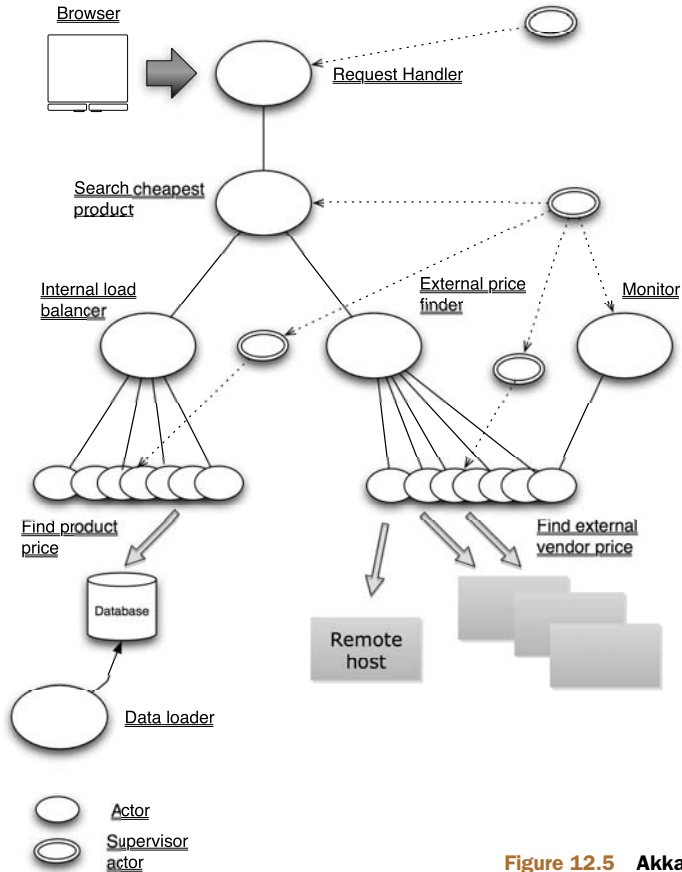 Browser
Request Handler
Search cheapest
product
Internal load
balancer
External price
finder
Monitor
Find product
price
Find external
vendor price
Database
Remote
host
Data loader
Actor
Supervisor
actor
Figure 12.5 Akka